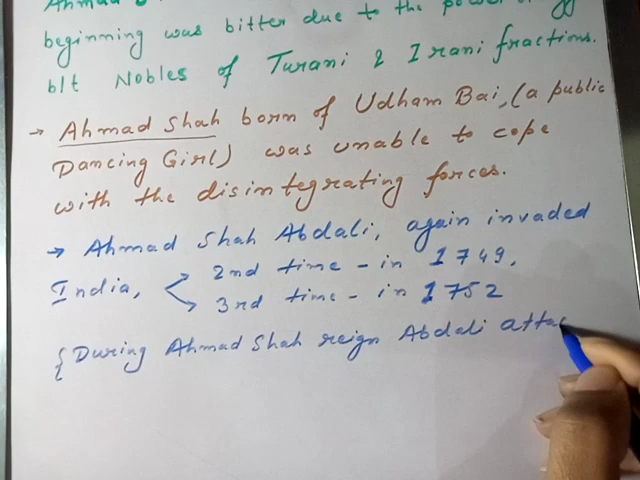 beginning was bitter due to the
b/t Nobles of Turani & Irani fractions.
→ Ahmad Shah born of Udham Bai, (a public
Dancing Girl) was unable to cope
with the disintegrating forces.
→ Ahmad Shah Abdali, again invaded
India, < 2nd time - in 1749,
3rd time - in 1752
{During Ahmad Shah reign Abdali attac